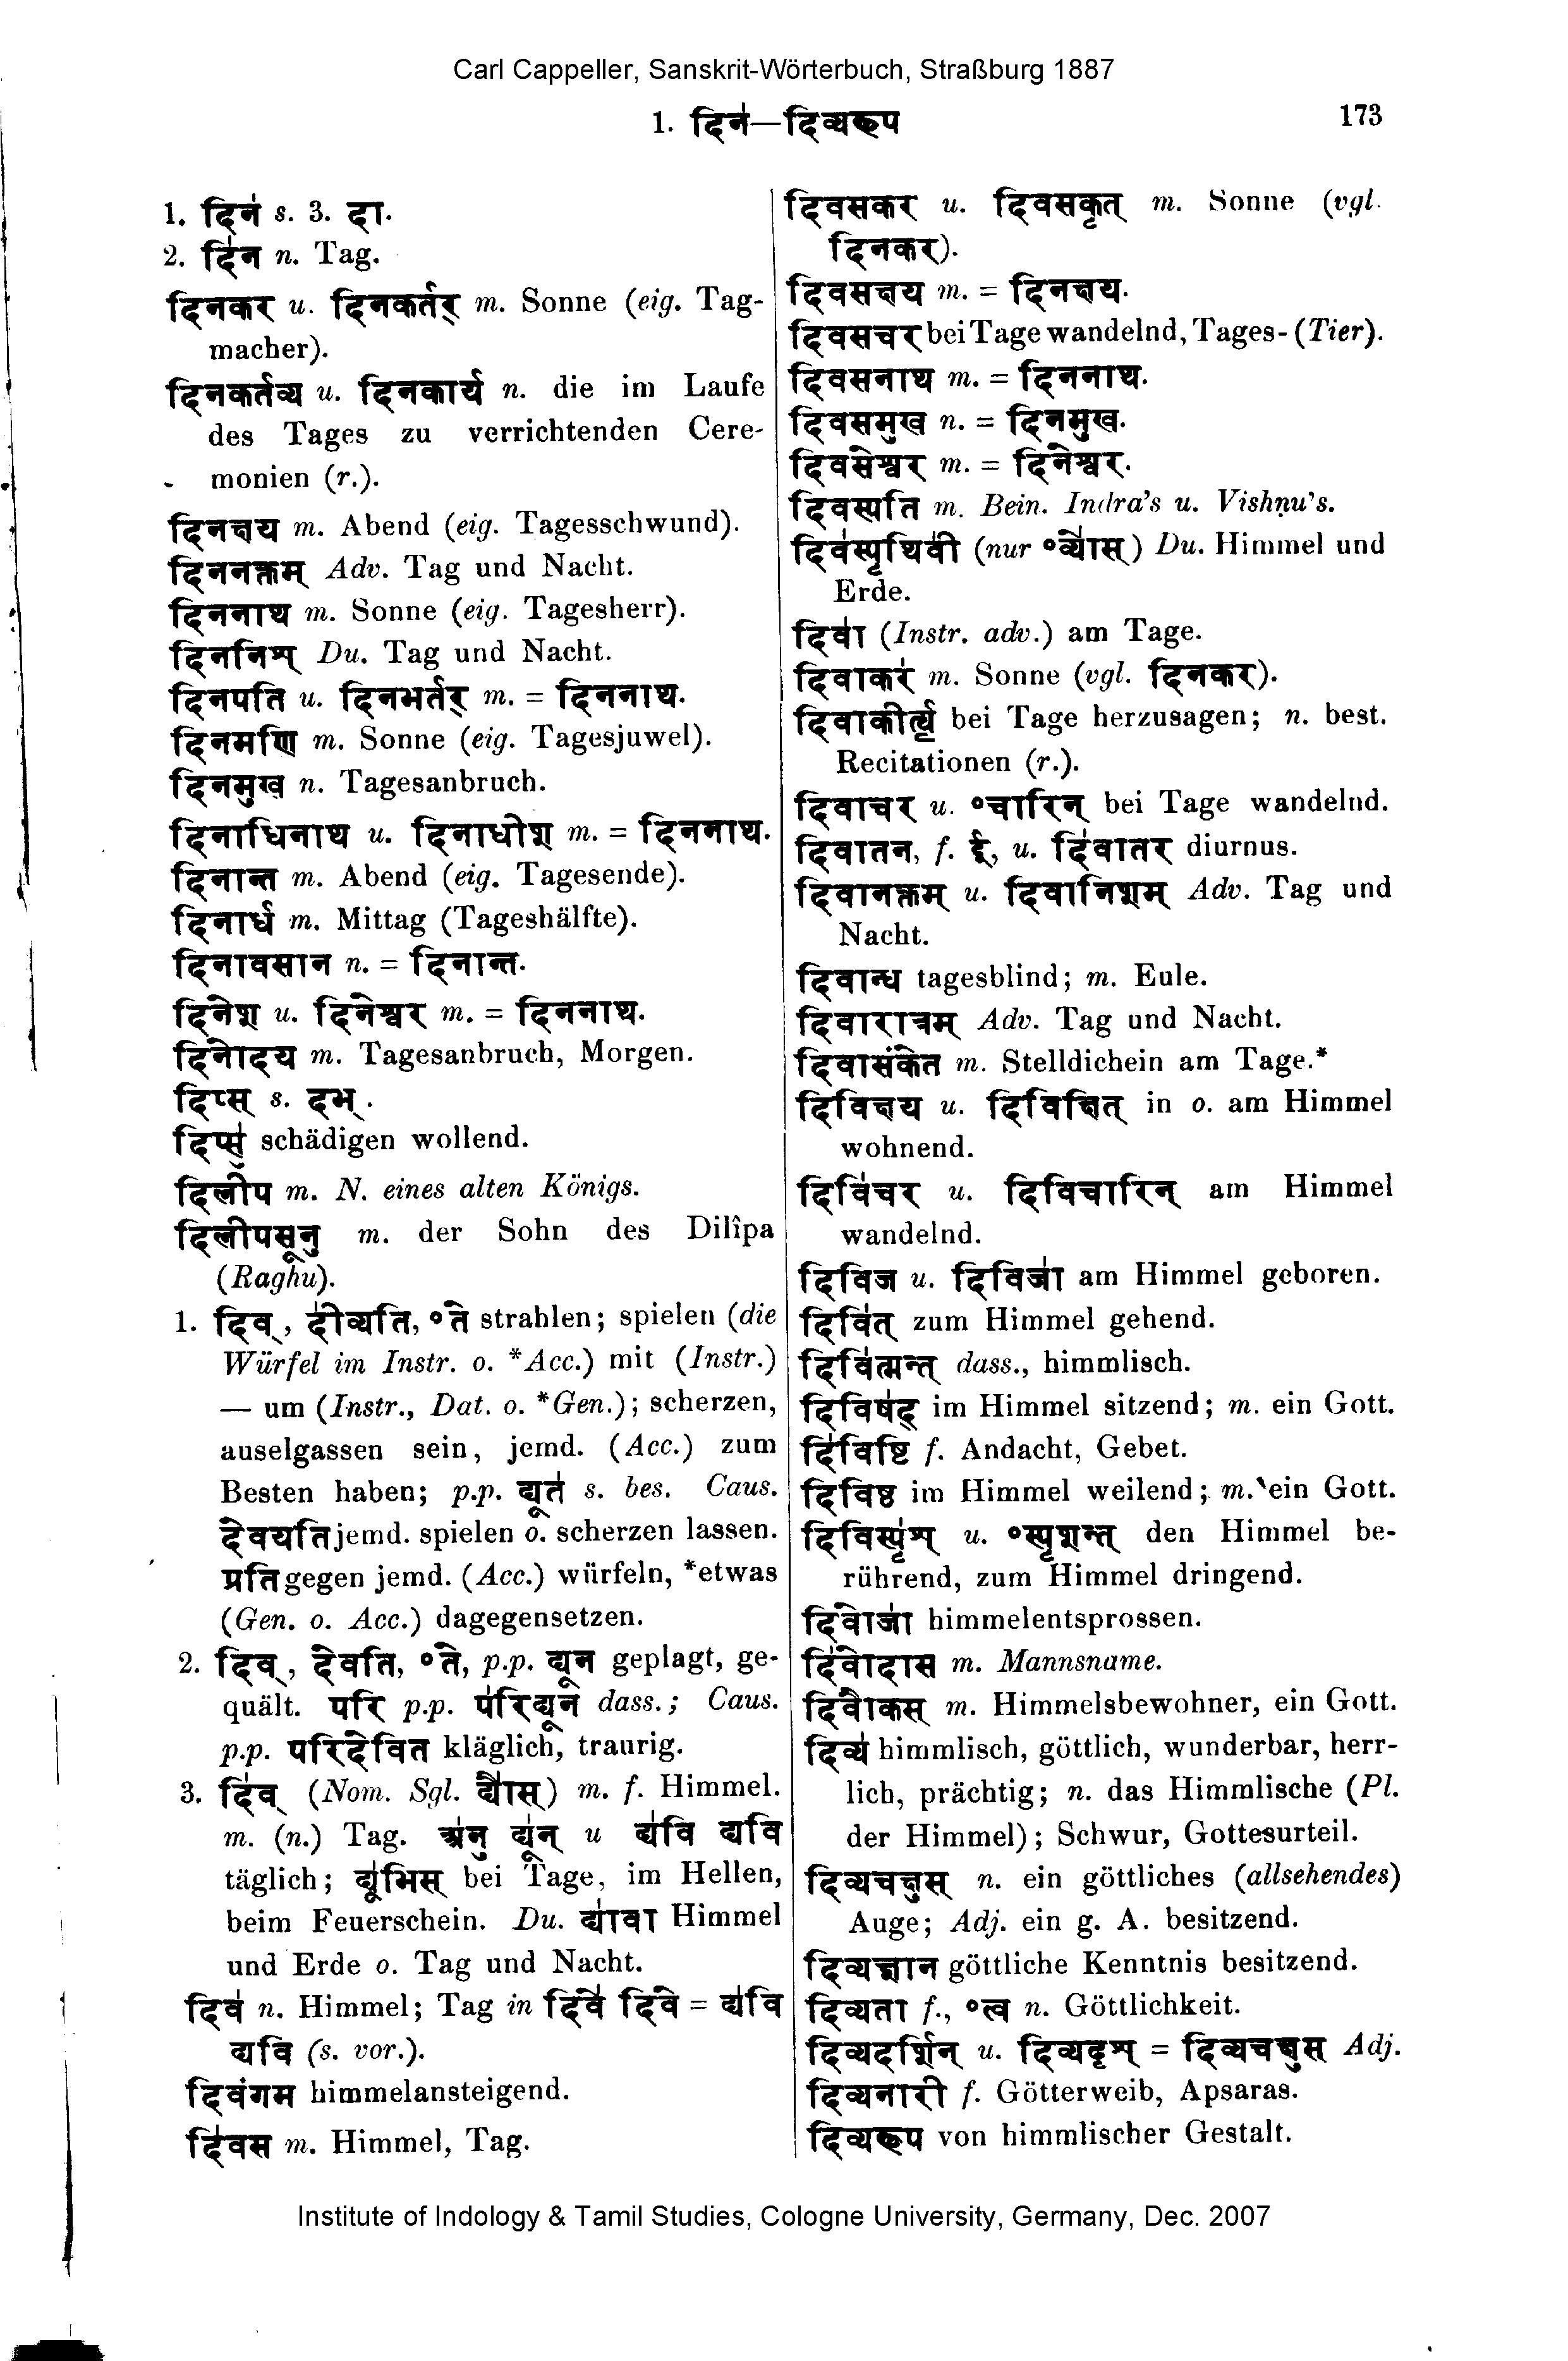 Carl Cappeller, Sanskrit-Wörterbuch, Straßburg 1887
1. दिन॑—दिव्यरूप
173
1. दिन॑ s. 3. दा.
2. दि॑न n. Tag.
दिनकर u. दिनकर्तर् m. Sonne (eig. Tag-
macher).
दिनकर्तव्य u. दिनकार्य n. die im Laufe
des Tages zu verrichtenden Cere-
monien (r.).
दिनक्षय m. Abend (eig. Tagesschwund).
दिननक्तम् Adv. Tag und Nacht.
दिननाथ m. Sonne (eig. Tagesherr).
दिननिश् Du. Tag und Nacht.
दिनपति u. दिनभर्तर् m. = दिननाथ.
दिनमणि m. Sonne (eig. Tagesjuwel).
दिनमुख n. Tagesanbruch.
दिनाधिनाथ u. दिनाधीश m. = दिननाथ.
दिनान्त m. Abend (eig. Tagesende).
दिनार्ध m. Mittag (Tageshälfte).
दिनावसान n. = दिनान्त.
दिनेश u. दिनेश्वर m. = दिननाथ.
दिनोदय m. Tagesanbruch, Morgen.
दिप्स् s. दभ्.
दिप्सु॑ schädigen wollend.
दिलीप m. N. eines alten Königs.
दिलीपसूनु m. der Sohn des Dilîpa
(Raghu).
1. दिव्, दी॑व्यति, °ते strahlen; spielen (die
Würfel im Instr. o. *Acc.) mit (Instr.)
— um (Instr., Dat. o. *Gen.); scherzen,
auselgassen sein, jemd. (Acc.) zum
Besten haben; p.p. द्यूत॑ s. bes. Caus.
देवयति jemd. spielen o. scherzen lassen.
प्रति gegen jemd. (Acc.) würfeln, *etwas
(Gen. o. Acc.) dagegensetzen.
2. दिव्, देवति, °ते, p.p. द्यून geplagt, ge-
quält. परि p.p. प॑रिद्यून dass.; Caus.
p.p. परिदेवित kläglich, traurig.
3. दि॑व् (Nom. Sgl. द्यौ॑स्) m. f. Himmel.
m. (n.) Tag. अ॑नु द्यू॑न् u द्य॑वि द्यवि
täglich; द्यु॑भिस् bei Tage, im Hellen,
beim Feuerschein. Du. द्या॑वा Himmel
und Erde o. Tag und Nacht.
दिव॑ n. Himmel; Tag in दिवे॑ दिवे = द्य॑वि
द्यवि (s. vor.).
दिवंगम himmelansteigend.
दि॑वस m. Himmel, Tag.
दिवसकर u. दिवसकृत् m. Sonne (vgl.
दिनकर).
दिवसक्षय m. = दिनक्षय.
दिवसचर bei Tage wandelnd, Tages- (Tier).
दिवसनाथ m. = दिननाथ.
दिवसमुख n. = दिनमुख.
दिवसेश्वर m. = दिनेश्वर.
दिवस्पति m. Bein. Indra's u. Vishṇu's.
दिव॑स्पृथिवी॑ (nur °व्यो॑स्) Du. Himmel und
Erde.
दि॑वा (Instr. adv.) am Tage.
दिवाकर॑ m. Sonne (vgl. दिनकर).
दिवाकीर्त्य॑ bei Tage herzusagen; n. best.
Recitationen (r.).
दिवाचर u. °चारिन् bei Tage wandelnd.
दिवातन, f. ई, u. दि॑वातर diurnus.
दिवानक्तम् u. दिवानिशम् Adv. Tag und
Nacht.
दिवान्ध tagesblind; m. Eule.
दिवारात्रम् Adv. Tag und Nacht.
दिवासंकेत m. Stelldichein am Tage.*
दिविक्षय u. दिविक्षित् in o. am Himmel
wohnend.
दिवि॑चर u. दिविचारिन् am Himmel
wandelnd.
दिविज u. दिविजा॑ am Himmel geboren.
दिवि॑त् zum Himmel gehend.
दिवि॑त्मन्त् dass., himmlisch.
दिविष॑द् im Himmel sitzend; m. ein Gott.
दि॑विष्टि f. Andacht, Gebet.
दिविष्ठ im Himmel weilend; m. ein Gott.
दिविस्पृ॑श् u. °स्पृशन्त् den Himmel be-
rührend, zum Himmel dringend.
दिवोजा॑ himmelentsprossen.
दि॑वोदास m. Mannsname.
दिवौकस् m. Himmelsbewohner, ein Gott.
दिव्य॑ himmlisch, göttlich, wunderbar, herr-
lich, prächtig; n. das Himmlische (Pl.
der Himmel); Schwur, Gottesurteil.
दिव्यचक्षुस् n. ein göttliches (allsehendes)
Auge; Adj. ein g. A. besitzend.
दिव्यज्ञान göttliche Kenntnis besitzend.
दिव्यता f., °त्व n. Göttlichkeit.
दिव्यदर्शिन् u. दिव्यदृश् = दिव्यचक्षुस Adj.
दिव्यनारी f. Götterweib, Apsaras.
दिव्यरूप von himmlischer Gestalt.
Institute of Indology & Tamil Studies, Cologne University, Germany, Dec. 2007